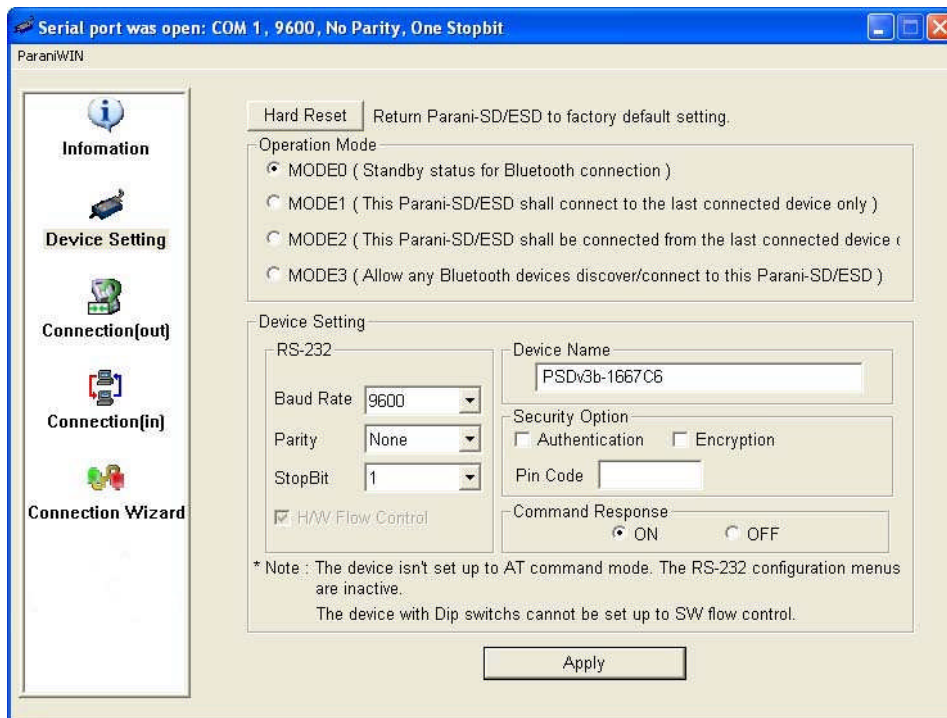 Serial port was open: COM 1, 9600, No Parity, One Stopbit
ParaniWIN
Infomation
Device Setting
Connection(out)
Connection(in)
Connection Wizard
Hard Reset Return Parani-SD/ESD to factory default setting.
Operation Mode
MODE0 ( Standby status for Bluetooth connection )
MODE1 ( This Parani-SD/ESD shall connect to the last connected device only )
MODE2 ( This Parani-SD/ESD shall be connected from the last connected device
MODE3 ( Allow any Bluetooth devices discover/connect to this Parani-SD/ESD )
Device Setting
RS-232
Baud Rate 9600
Parity None
StopBit 1
H/W Flow Control
Device Name
PSDv3b-1667C6
Security Option
Authentication Encryption
Pin Code
Command Response
ON OFF
* Note : The device isn't set up to AT command mode. The RS-232 configuration menus
are inactive.
The device with Dip switchs cannot be set up to SW flow control.
Apply